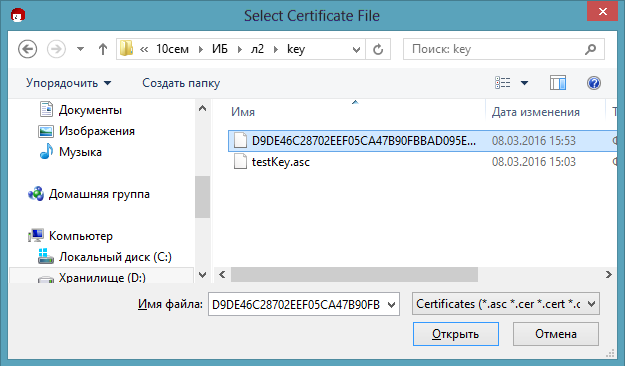 Select Certificate File
« 10сем ▸ ИБ ▸ л2 ▸ key
Поиск: key
Упорядочить
Создать папку
Документы
Изображения
Музыка
Домашняя группа
Компьютер
Локальный диск (C:)
Хранилище (D:)
Имя
Дата изменения
Т
D9DE46C28702EEF05CA47B90FBBAD095E...
08.03.2016 15:53
testKey.asc
08.03.2016 15:03
Имя файла:
D9DE46C28702EEF05CA47B90FB
Certificates (*.asc *.cer *.cert *.c
Открыть
Отмена